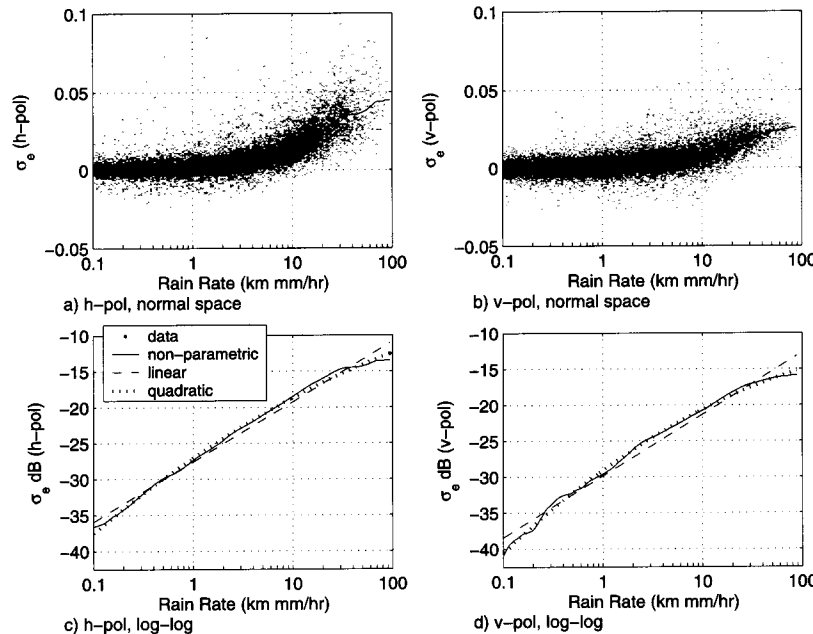 0.1
0.05
0
−0.05
σe (h−pol)
0.1 1 10 100
Rain Rate (km mm/hr)
a) h-pol, normal space
0.1
0.05
0
−0.05
σe (v−pol)
0.1 1 10 100
Rain Rate (km mm/hr)
b) v-pol, normal space
−10
−15
−20
−25
−30
−35
−40
σe dB (h−pol)
data
non−parametric
linear
quadratic
0.1 1 10 100
Rain Rate (km mm/hr)
c) h-pol, log−log
−10
−15
−20
−25
−30
−35
−40
σe dB (v−pol)
0.1 1 10 100
Rain Rate (km mm/hr)
d) v-pol, log−log